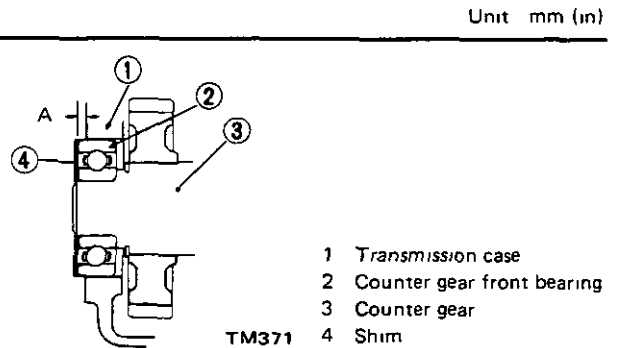 Unit mm (in)
1
2
A
3
4
1 Transmission case
2 Counter gear front bearing
3 Counter gear
TM371 4 Shim